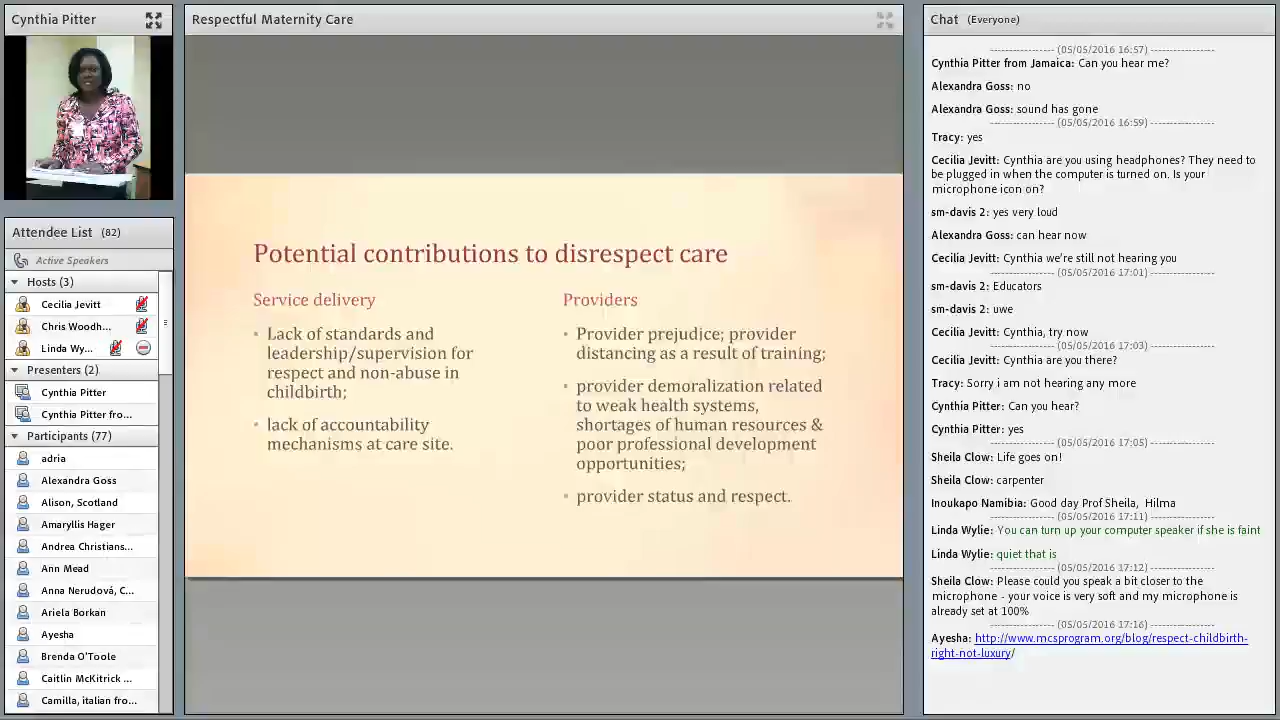 Cynthia Pitter
Attendee List (82)
Active Speakers
Hosts (3)
Cecilia Jevitt
Chris Woodh...
Linda Wy...
Presenters (2)
Cynthia Pitter
Cynthia Pitter fro...
Participants (77)
adria
Alexandra Goss
Alison, Scotland
Amaryllis Hager
Andrea Christians...
Ann Mead
Anna Nerudová, C...
Ariela Borkan
Ayesha
Brenda O'Toole
Caitlin McKitrick ...
Camilla, italian fro...
Respectful Maternity Care
Potential contributions to disrespect care
Service delivery
• Lack of standards and
leadership/supervision for
respect and non-abuse in
childbirth;
• lack of accountability
mechanisms at care site.
Providers
• Provider prejudice; provider
distancing as a result of training;
• provider demoralization related
to weak health systems,
shortages of human resources &
poor professional development
opportunities;
• provider status and respect.
Chat (Everyone)
------------------ (05/05/2016 16:57) ------------------
Cynthia Pitter from Jamaica: Can you hear me?
Alexandra Goss: no
Alexandra Goss: sound has gone
------------------ (05/05/2016 16:59) ------------------
Tracy: yes
Cecilia Jevitt: Cynthia are you using headphones? They need to
be plugged in when the computer is turned on. Is your
microphone icon on?
sm-davis 2: yes very loud
Alexandra Goss: can hear now
Cecilia Jevitt: Cynthia we're still not hearing you
------------------ (05/05/2016 17:01) ------------------
sm-davis 2: Educators
sm-davis 2: uwe
Cecilia Jevitt: Cynthia, try now
------------------ (05/05/2016 17:03) ------------------
Cecilia Jevitt: Cynthia are you there?
Tracy: Sorry i am not hearing any more
Cynthia Pitter: Can you hear?
Cynthia Pitter: yes
------------------ (05/05/2016 17:05) ------------------
Sheila Clow: Life goes on!
Sheila Clow: carpenter
Inoukapo Namibia: Good day Prof Sheila, Hilma
------------------ (05/05/2016 17:11) ------------------
Linda Wylie: You can turn up your computer speaker if she is faint
Linda Wylie: quiet that is
------------------ (05/05/2016 17:12) ------------------
Sheila Clow: Please could you speak a bit closer to the
microphone - your voice is very soft and my microphone is
already set at 100%
------------------ (05/05/2016 17:16) ------------------
Ayesha: http://www.mcsprogram.org/blog/respect-childbirth-
right-not-luxury/